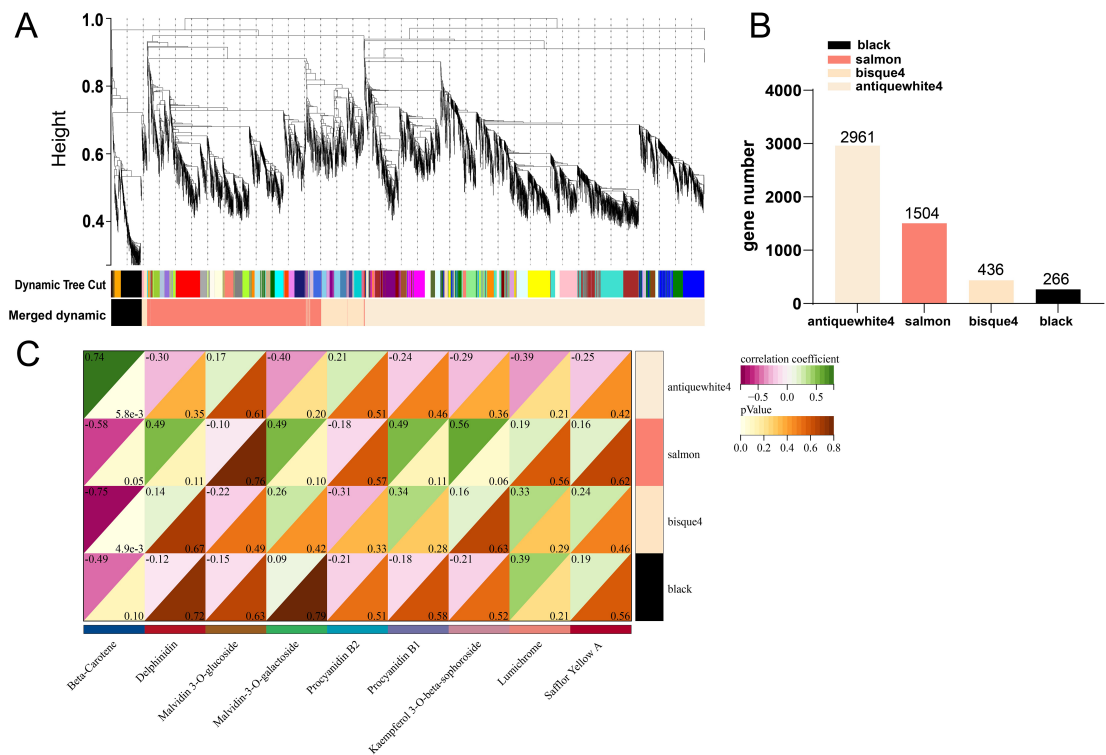 A
1.0
0.8
0.6
0.4
Height
Dynamic Tree Cut
Merged dynamic
B
black
salmon
bisque4
antiquewhite4
4000
3000
2000
1000
0
gene number
2961
1504
436
266
antiquewhite4 salmon bisque4 black
C
0.74 -0.30 0.17 -0.40 0.21 -0.24 -0.29 -0.39 -0.25
antiquewhite4
5.8e-3 0.35 0.61 0.20 0.51 0.46 0.36 0.21 0.42
-0.58 0.49 -0.10 0.49 -0.18 0.49 0.56 0.19 0.16
salmon
0.05 0.11 0.76 0.10 0.57 0.11 0.06 0.56 0.62
-0.75 0.14 -0.22 0.26 -0.31 0.34 0.16 0.33 0.24
bisque4
4.9e-3 0.67 0.49 0.42 0.33 0.28 0.63 0.29 0.46
-0.49 -0.12 -0.15 0.09 -0.21 -0.18 -0.21 0.39 0.19
black
0.10 0.72 0.63 0.79 0.51 0.58 0.52 0.21 0.56
Beta-Carotene
Delphinidin
Malvidin 3-O-glucoside
Malvidin-3-O-galactoside
Procyanidin B2
Procyanidin B1
Kaempferol 3-O-beta-sophoroside
Lumichrome
Safflor Yellow A
correlation coefficient
−0.5 0.0 0.5
pValue
0.0 0.2 0.4 0.6 0.8